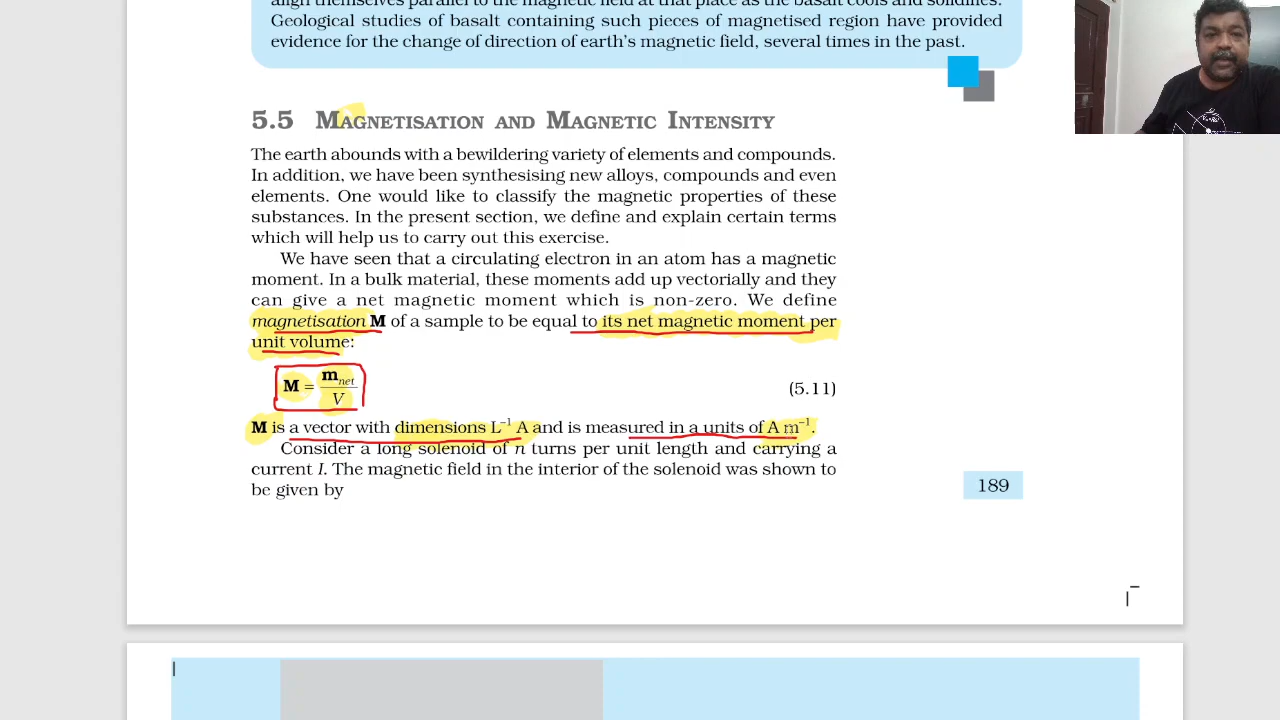 align themselves parallel to the magnetic field at that place as the basalt cools and solidifies.
Geological studies of basalt containing such pieces of magnetised region have provided
evidence for the change of direction of earth's magnetic field, several times in the past.
5.5 MAGNETISATION AND MAGNETIC INTENSITY
The earth abounds with a bewildering variety of elements and compounds.
In addition, we have been synthesising new alloys, compounds and even
elements. One would like to classify the magnetic properties of these
substances. In the present section, we define and explain certain terms
which will help us to carry out this exercise.
We have seen that a circulating electron in an atom has a magnetic
moment. In a bulk material, these moments add up vectorially and they
can give a net magnetic moment which is non-zero. We define
magnetisation M of a sample to be equal to its net magnetic moment per
unit volume:
M = m_net / V (5.11)
M is a vector with dimensions L⁻¹ A and is measured in a units of A m⁻¹.
Consider a long solenoid of n turns per unit length and carrying a
current I. The magnetic field in the interior of the solenoid was shown to
be given by
189